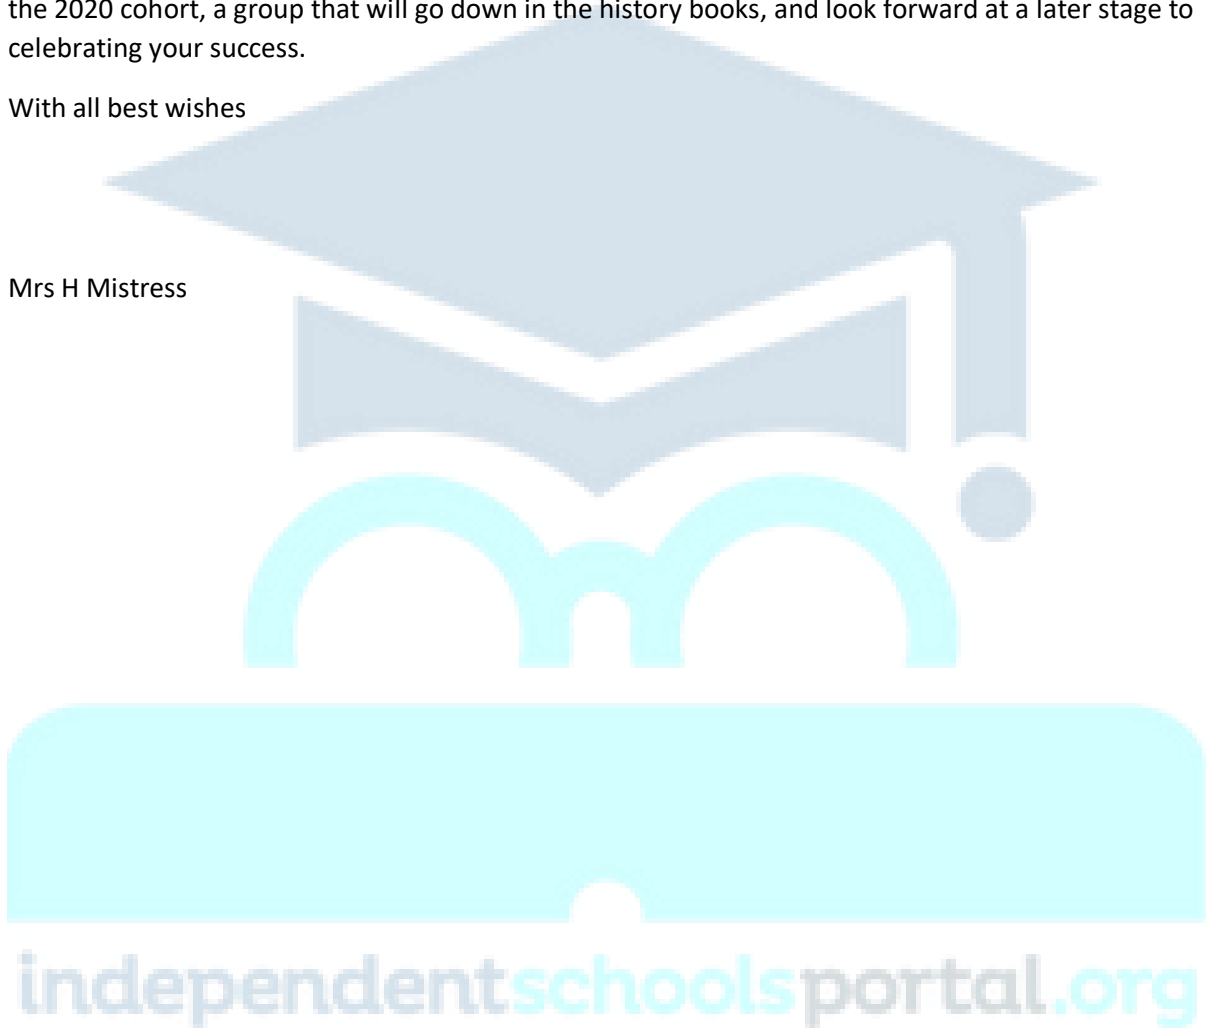 the 2020 cohort, a group that will go down in the history books, and look forward at a later stage to
celebrating your success.
With all best wishes
Mrs H Mistress
independentschoolsportal.org